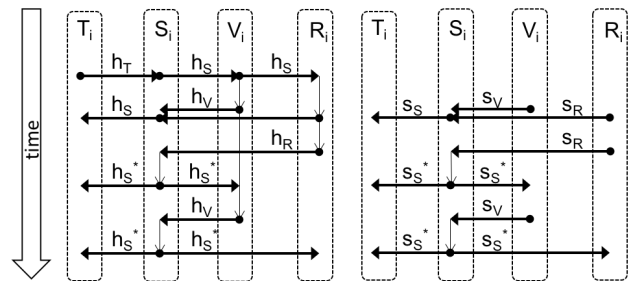 T_i S_i V_i R_i T_i S_i V_i R_i
h_T h_S h_S
h_V s_V
h_S s_S s_R
h_R s_R
h_S^* h_S^* s_S^* s_S^*
h_V s_V
h_S^* h_S^* s_S^* s_S^*
time